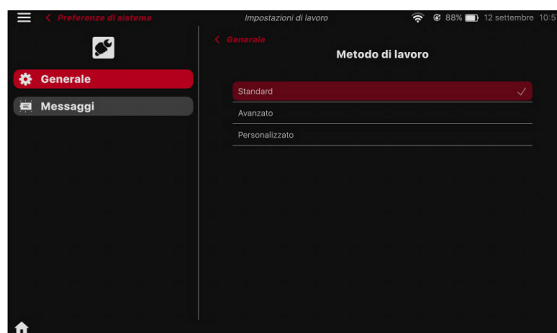 Preferenze di sistema
Impostazioni di lavoro
88%
12 settembre
Generale
Metodo di lavoro
Generale
Messaggi
Standard
Avanzato
Personalizzato